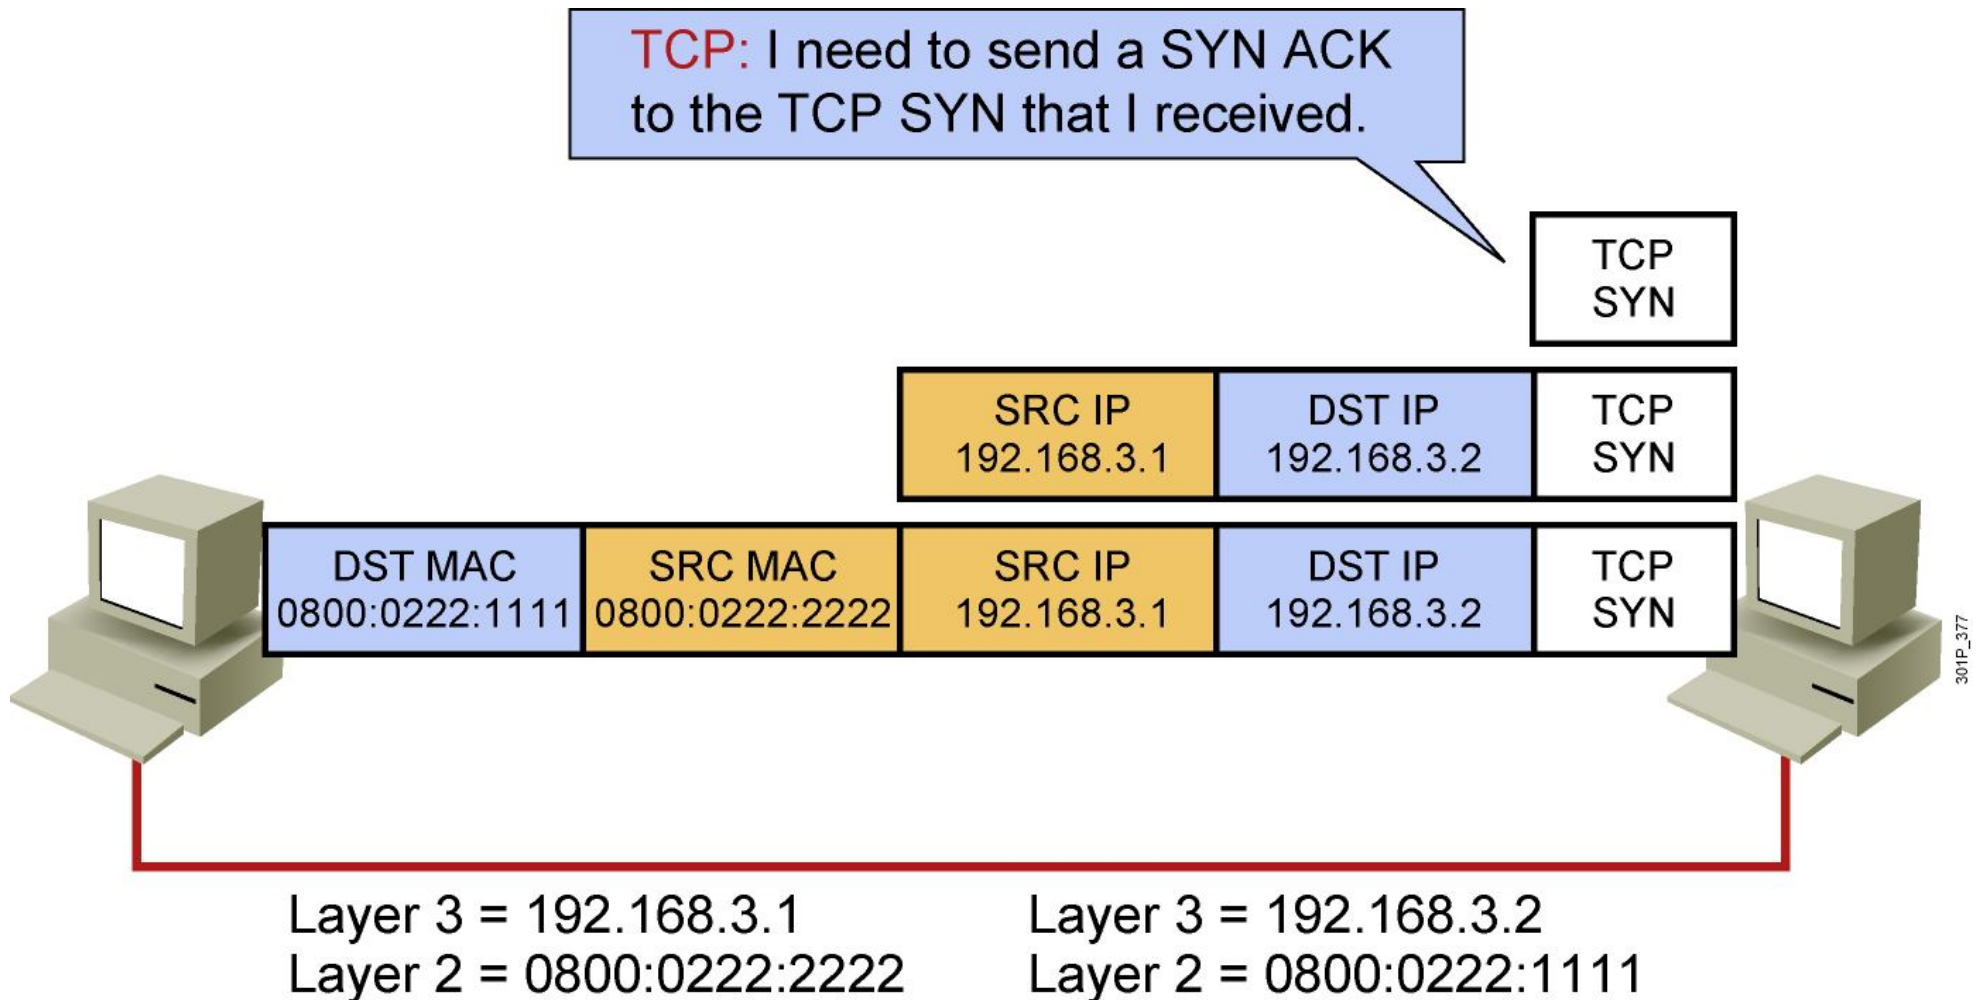 TCP: I need to send a SYN ACK
to the TCP SYN that I received.
TCP
SYN
SRC IP
192.168.3.1
DST IP
192.168.3.2
TCP
SYN
DST MAC
0800:0222:1111
SRC MAC
0800:0222:2222
SRC IP
192.168.3.1
DST IP
192.168.3.2
TCP
SYN
301P_377
Layer 3 = 192.168.3.1
Layer 2 = 0800:0222:2222
Layer 3 = 192.168.3.2
Layer 2 = 0800:0222:1111